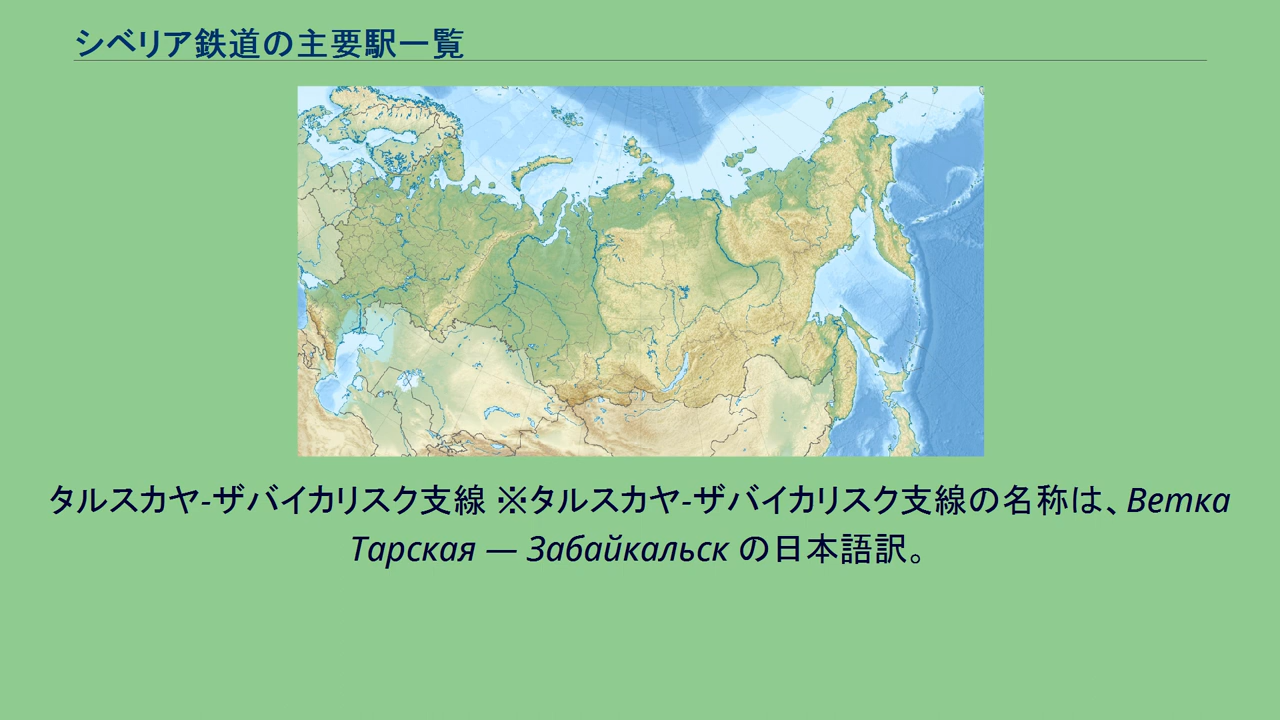 シベリア鉄道の主要駅一覧
タルスカヤ-ザバイカリスク支線 ※タルスカヤ-ザバイカリスク支線の名称は、Ветка
Тарская — Забайкальск の日本語訳。